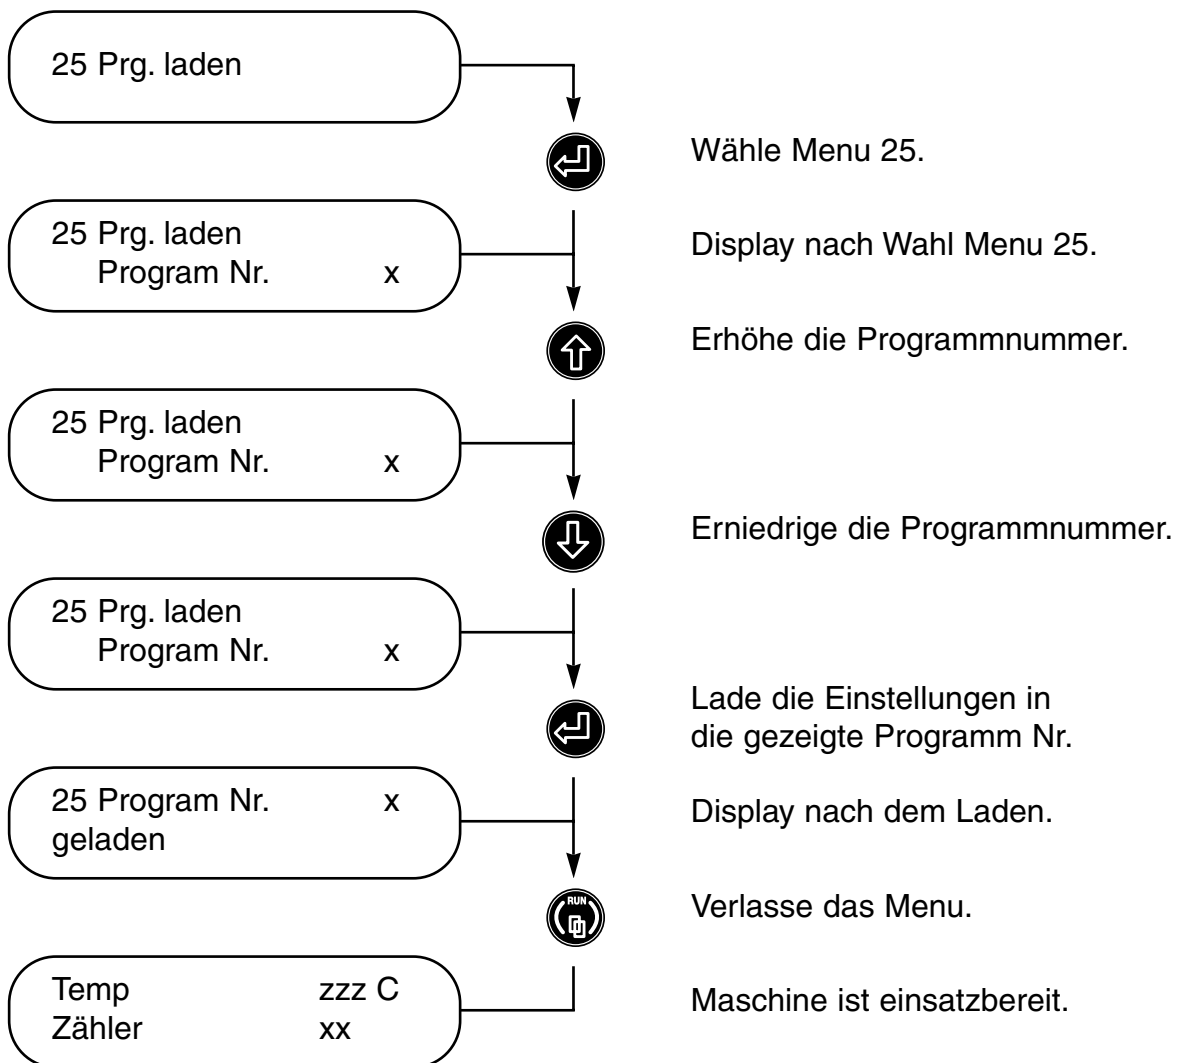 25 Prg. laden
Wähle Menu 25.
25 Prg. laden
Program Nr. x
Display nach Wahl Menu 25.
Erhöhe die Programmnummer.
25 Prg. laden
Program Nr. x
Erniedrige die Programmnummer.
25 Prg. laden
Program Nr. x
Lade die Einstellungen in
die gezeigte Programm Nr.
25 Program Nr. x
geladen
Display nach dem Laden.
RUN
Verlasse das Menu.
Temp zzz C
Zähler xx
Maschine ist einsatzbereit.